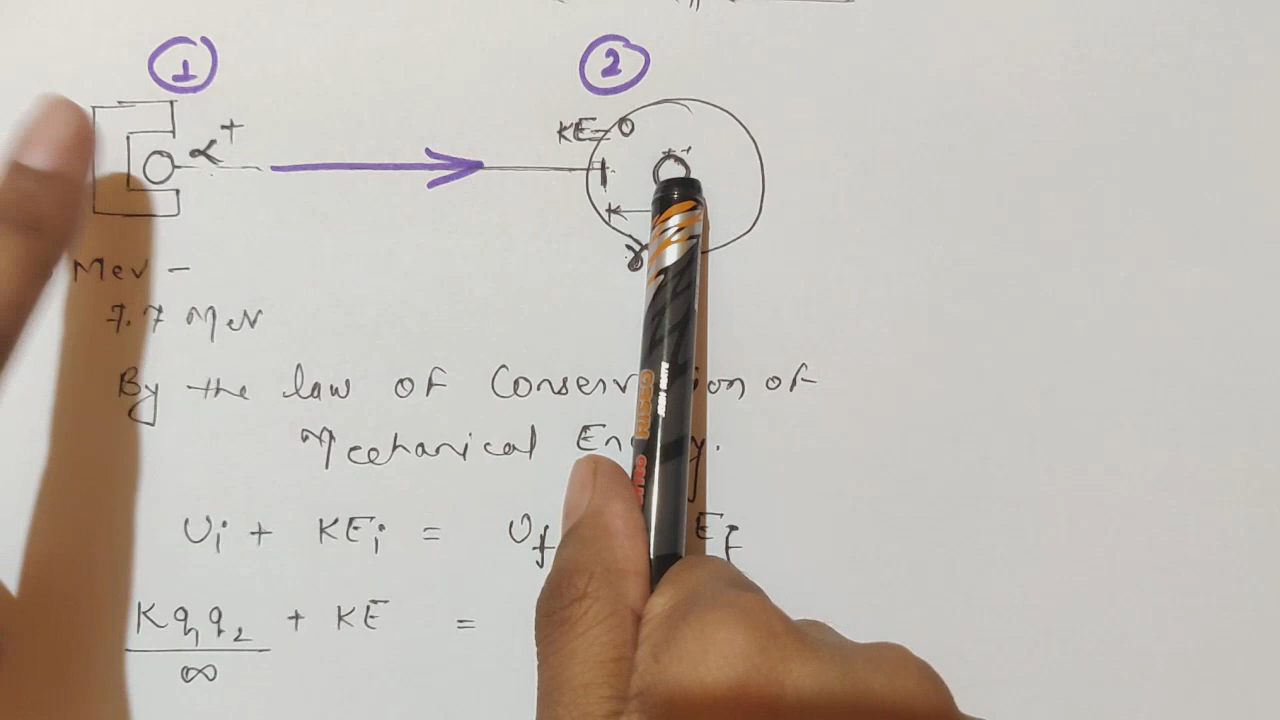 1 2
α+ KE=0 ++
r
Mev -
7.7 Mev
By the law of Conser ion of
Mechanical En y.
Ui + KEi = Uf Ef
Kq1q2 + KE =
∞